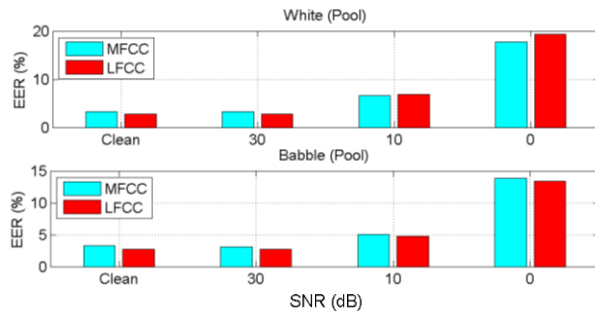 White (Pool)
EER (%)
20
10
0
MFCC
LFCC
Clean 30 10 0
Babble (Pool)
EER (%)
15
10
5
0
MFCC
LFCC
Clean 30 10 0
SNR (dB)